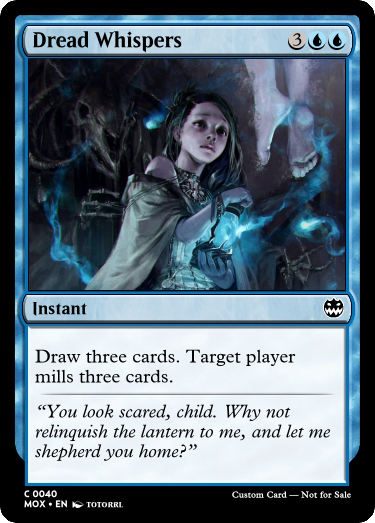 Dread Whispers 3
Instant
Draw three cards. Target player
mills three cards.
“You look scared, child. Why not
relinquish the lantern to me, and let me
shepherd you home?”
C 0040
MOX • EN TOTORRL
Custom Card — Not for Sale